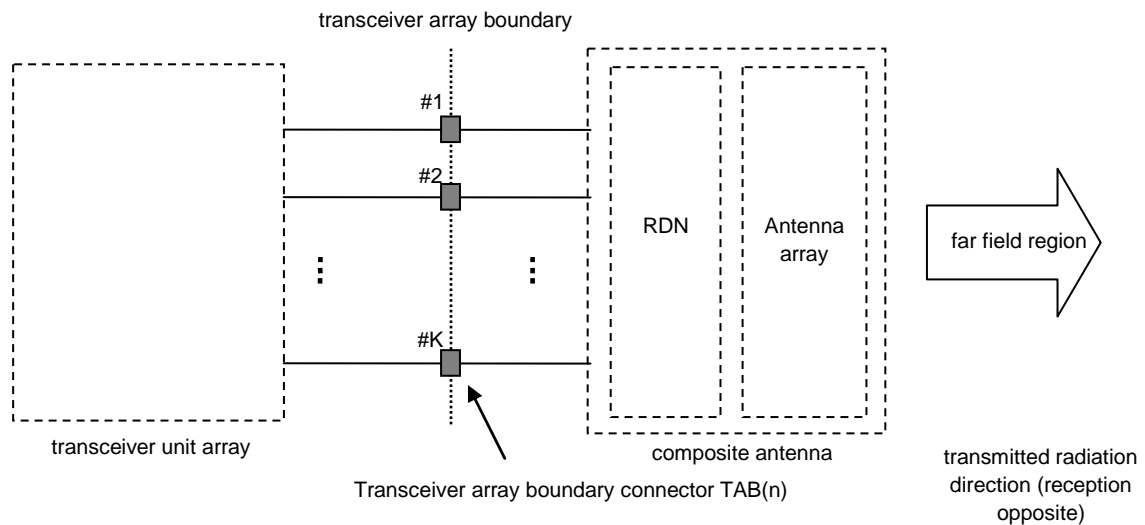 transceiver array boundary
#1
#2
#K
RDN
Antenna
array
far field region
transceiver unit array
composite antenna
Transceiver array boundary connector TAB(n)
transmitted radiation
direction (reception
opposite)